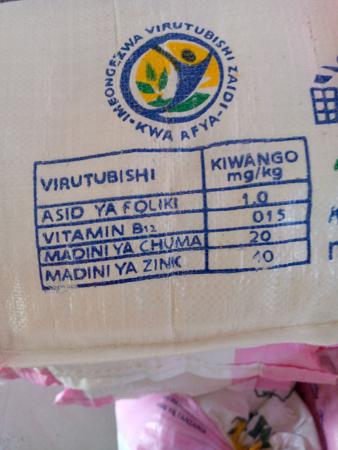 IMEONGEZWA VIRUTUBISHI ZAIDI
KWA AFYA
VIRUTUBISHI KIWANGO mg/kg
ASID YA FOLIKI 1.0
VITAMIN B12 015
MADINI YA CHUMA 20
MADINI YA ZINK 40